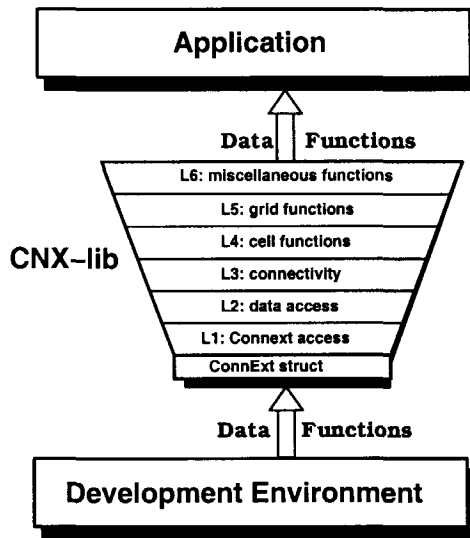 Application
Data Functions
L6: miscellaneous functions
L5: grid functions
L4: cell functions
CNX-lib
L3: connectivity
L2: data access
L1: Connext access
ConnExt struct
Data Functions
Development Environment